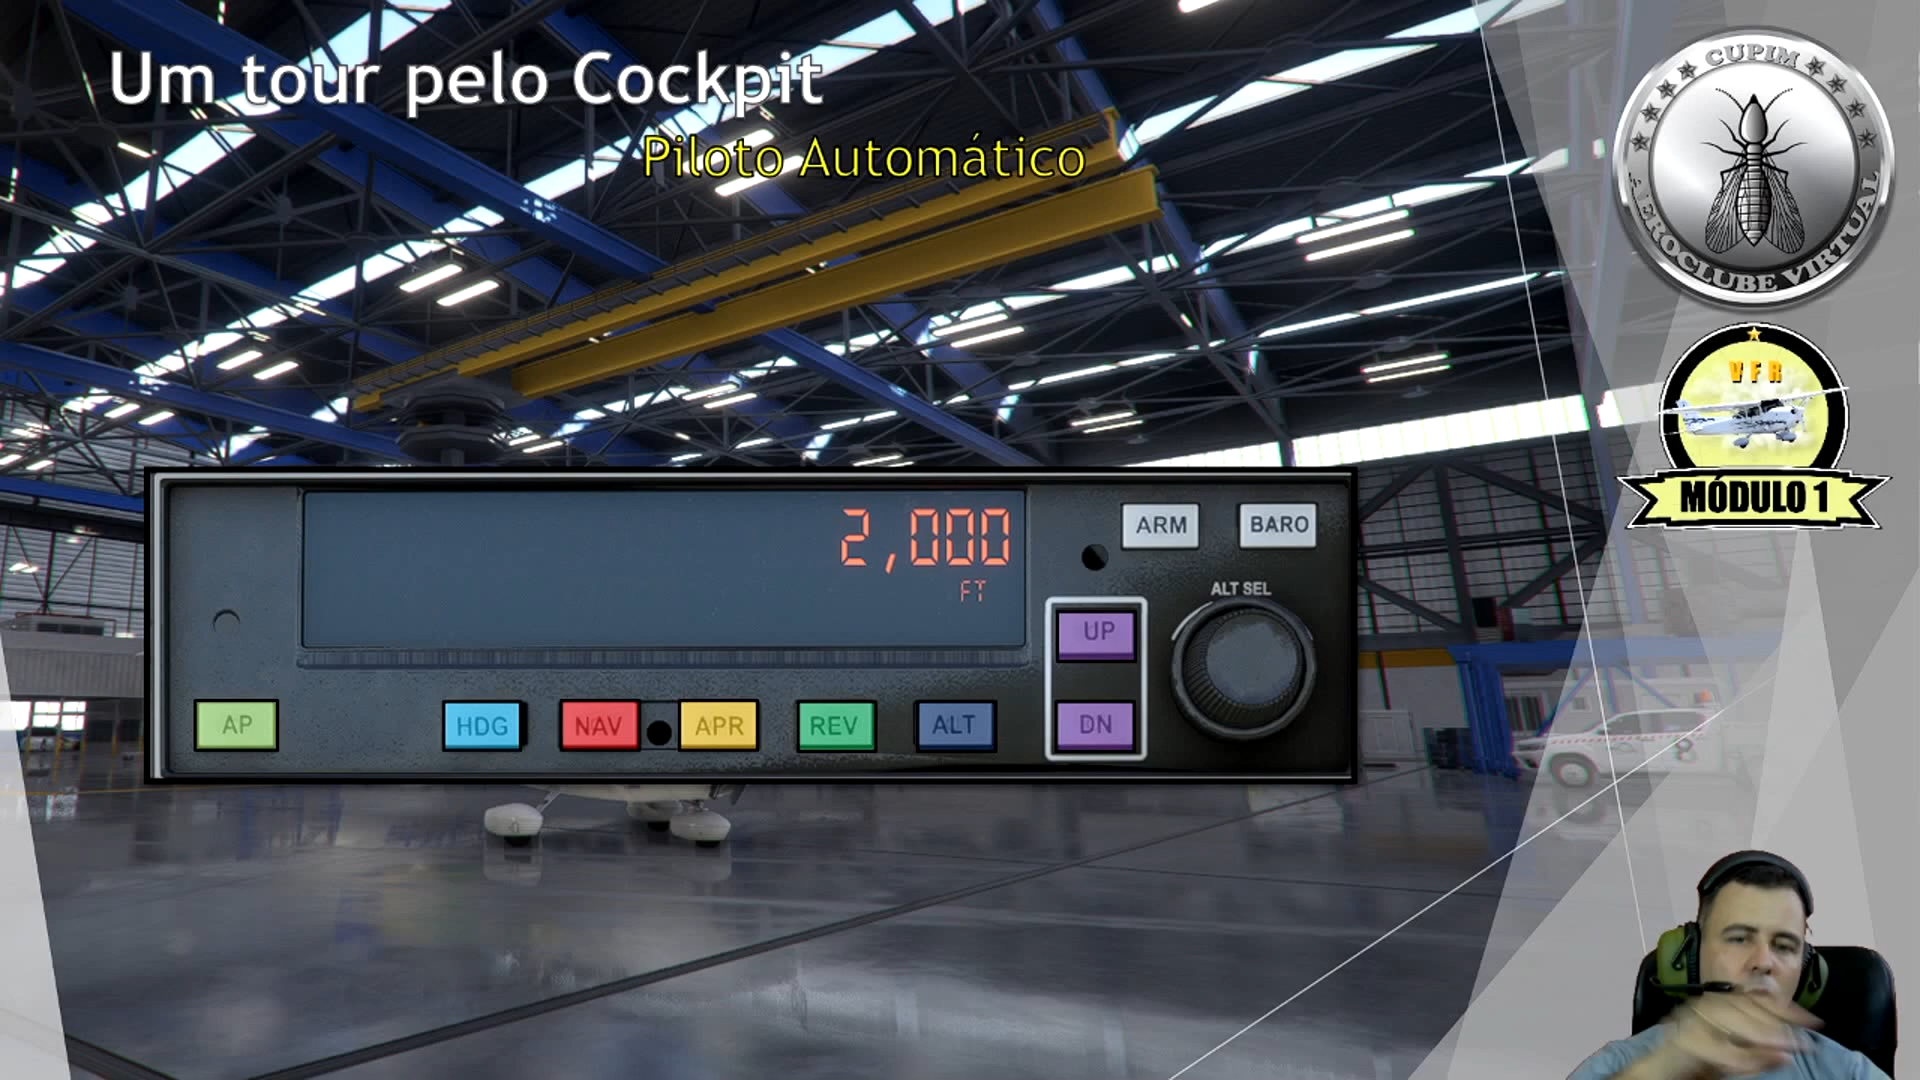 Um tour pelo Cockpit
Piloto Automático
CUPIM
AEROCLUBE VIRTUAL
VFR
MÓDULO 1
2,000
FT
ARM
BARO
ALT SEL
UP
DN
AP
HDG
NAV
APR
REV
ALT